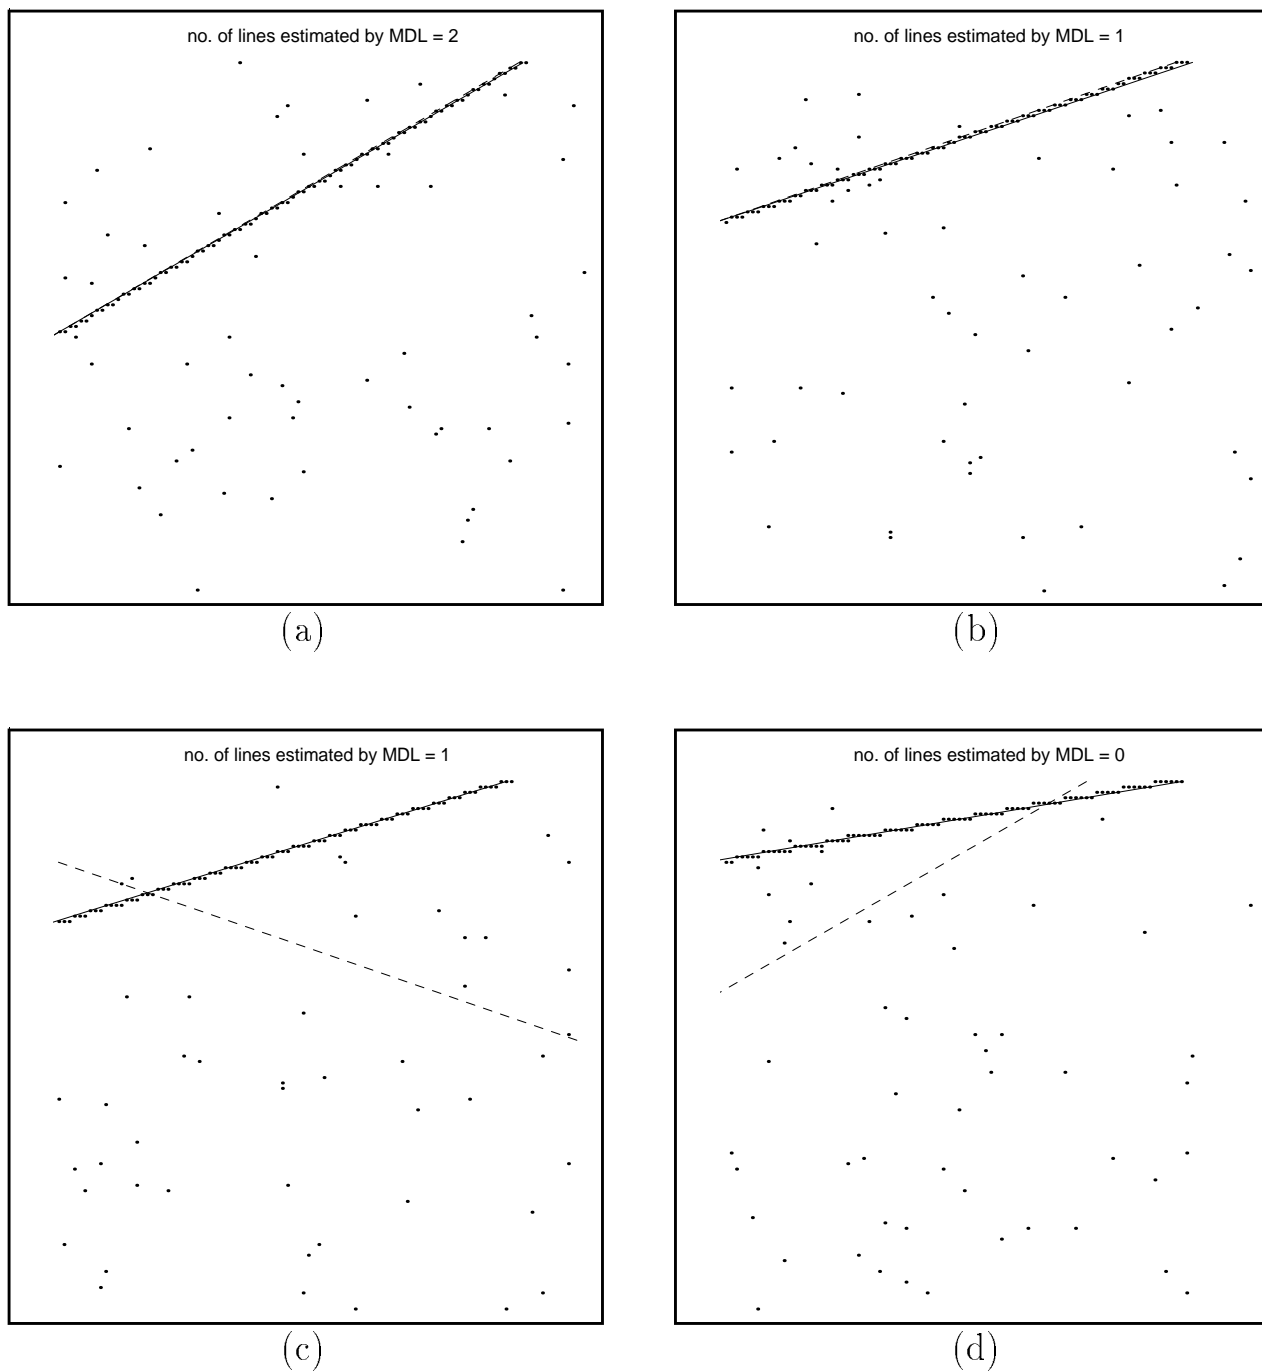 no. of lines estimated by MDL = 2
no. of lines estimated by MDL = 1
(a)
(b)
no. of lines estimated by MDL = 1
no. of lines estimated by MDL = 0
(c)
(d)